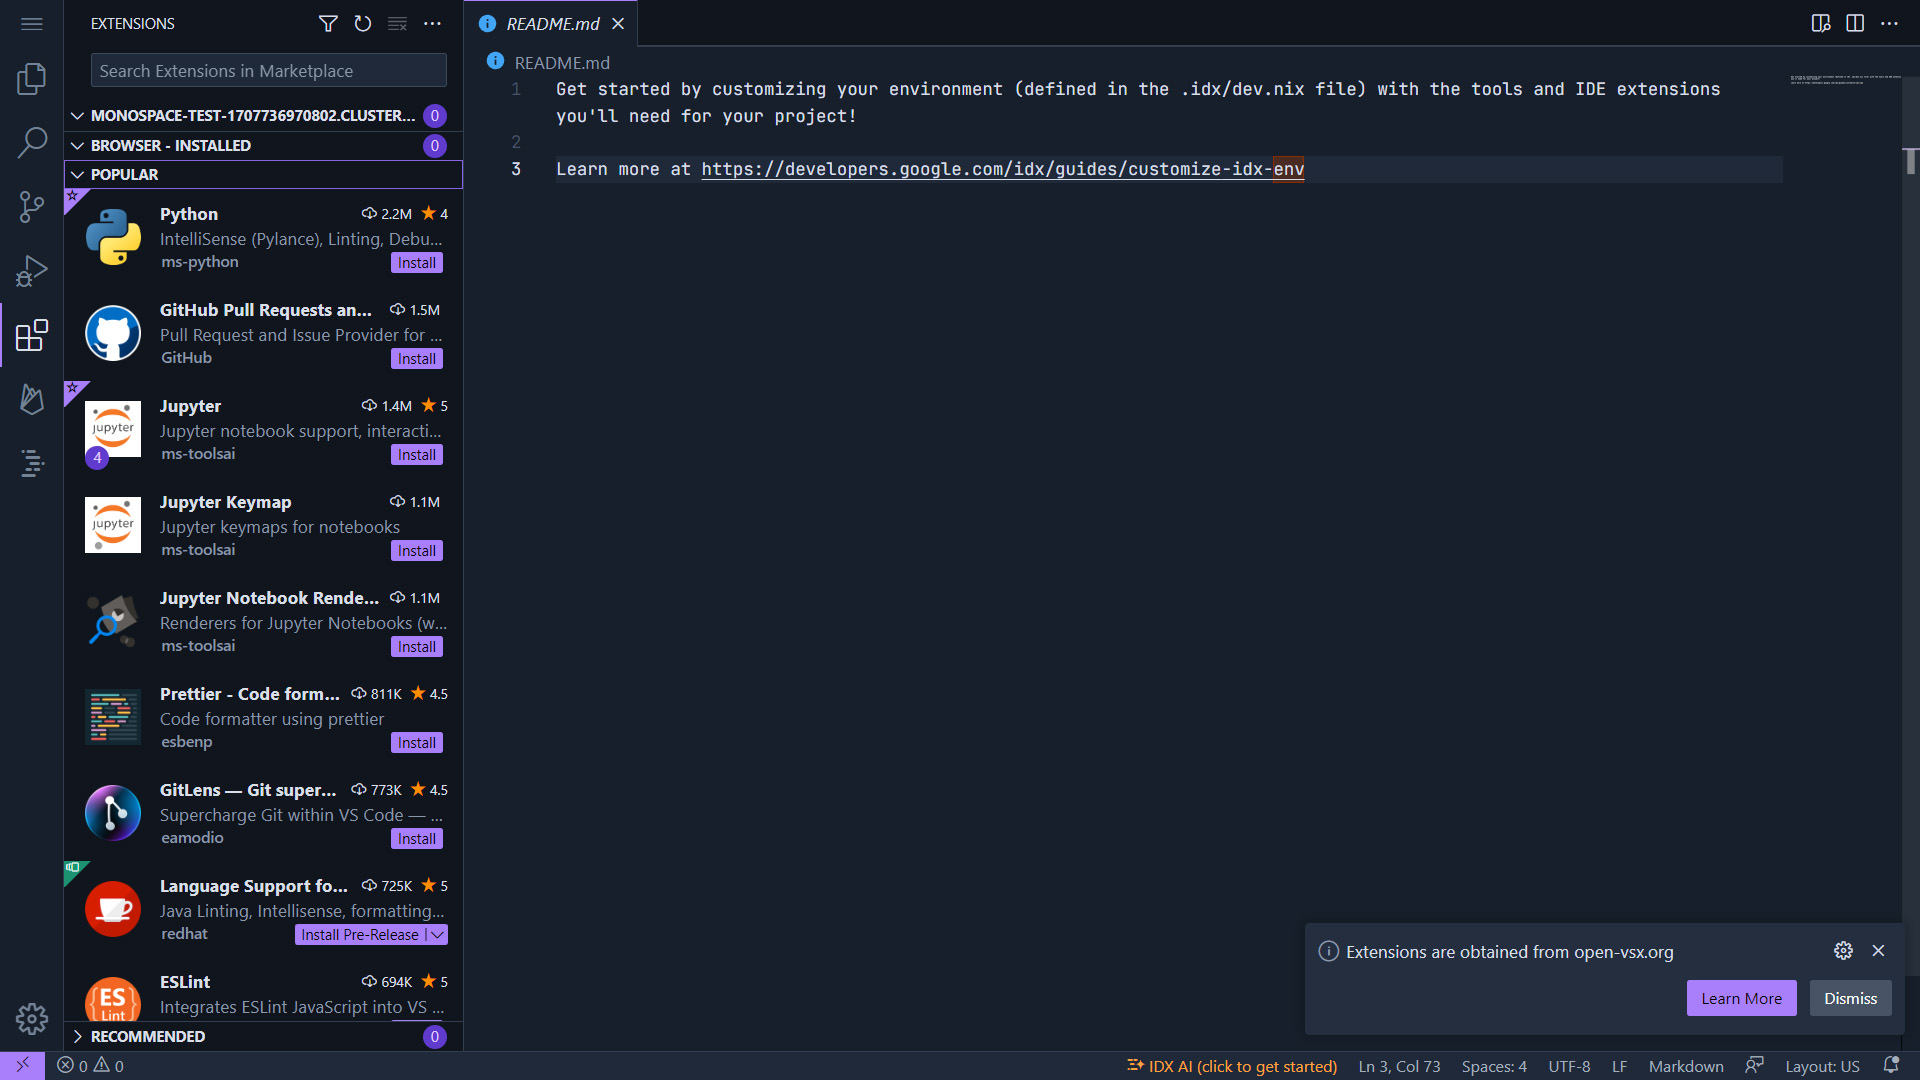 EXTENSIONS
Search Extensions in Marketplace
MONOSPACE-TEST-1707736970802.CLUSTER... 0
BROWSER - INSTALLED 0
POPULAR
Python 2.2M 4
IntelliSense (Pylance), Linting, Debu...
ms-python Install
GitHub Pull Requests an... 1.5M
Pull Request and Issue Provider for ...
GitHub Install
jupyter
4
Jupyter 1.4M 5
Jupyter notebook support, interacti...
ms-toolsai Install
jupyter
Jupyter Keymap 1.1M
Jupyter keymaps for notebooks
ms-toolsai Install
Jupyter Notebook Rende... 1.1M
Renderers for Jupyter Notebooks (w...
ms-toolsai Install
Prettier - Code form... 811K 4.5
Code formatter using prettier
esbenp Install
GitLens — Git super... 773K 4.5
Supercharge Git within VS Code — ...
eamodio Install
Language Support fo... 725K 5
Java Linting, Intellisense, formatting...
redhat Install Pre-Release
ES
Lint
ESLint 694K 5
Integrates ESLint JavaScript into VS ...
RECOMMENDED 0
README.md
README.md
1 Get started by customizing your environment (defined in the .idx/dev.nix file) with the tools and IDE extensions
you'll need for your project!
2
3 Learn more at https://developers.google.com/idx/guides/customize-idx-env
Extensions are obtained from open-vsx.org
Learn More Dismiss
0 0 IDX AI (click to get started) Ln 3, Col 73 Spaces: 4 UTF-8 LF Markdown Layout: US